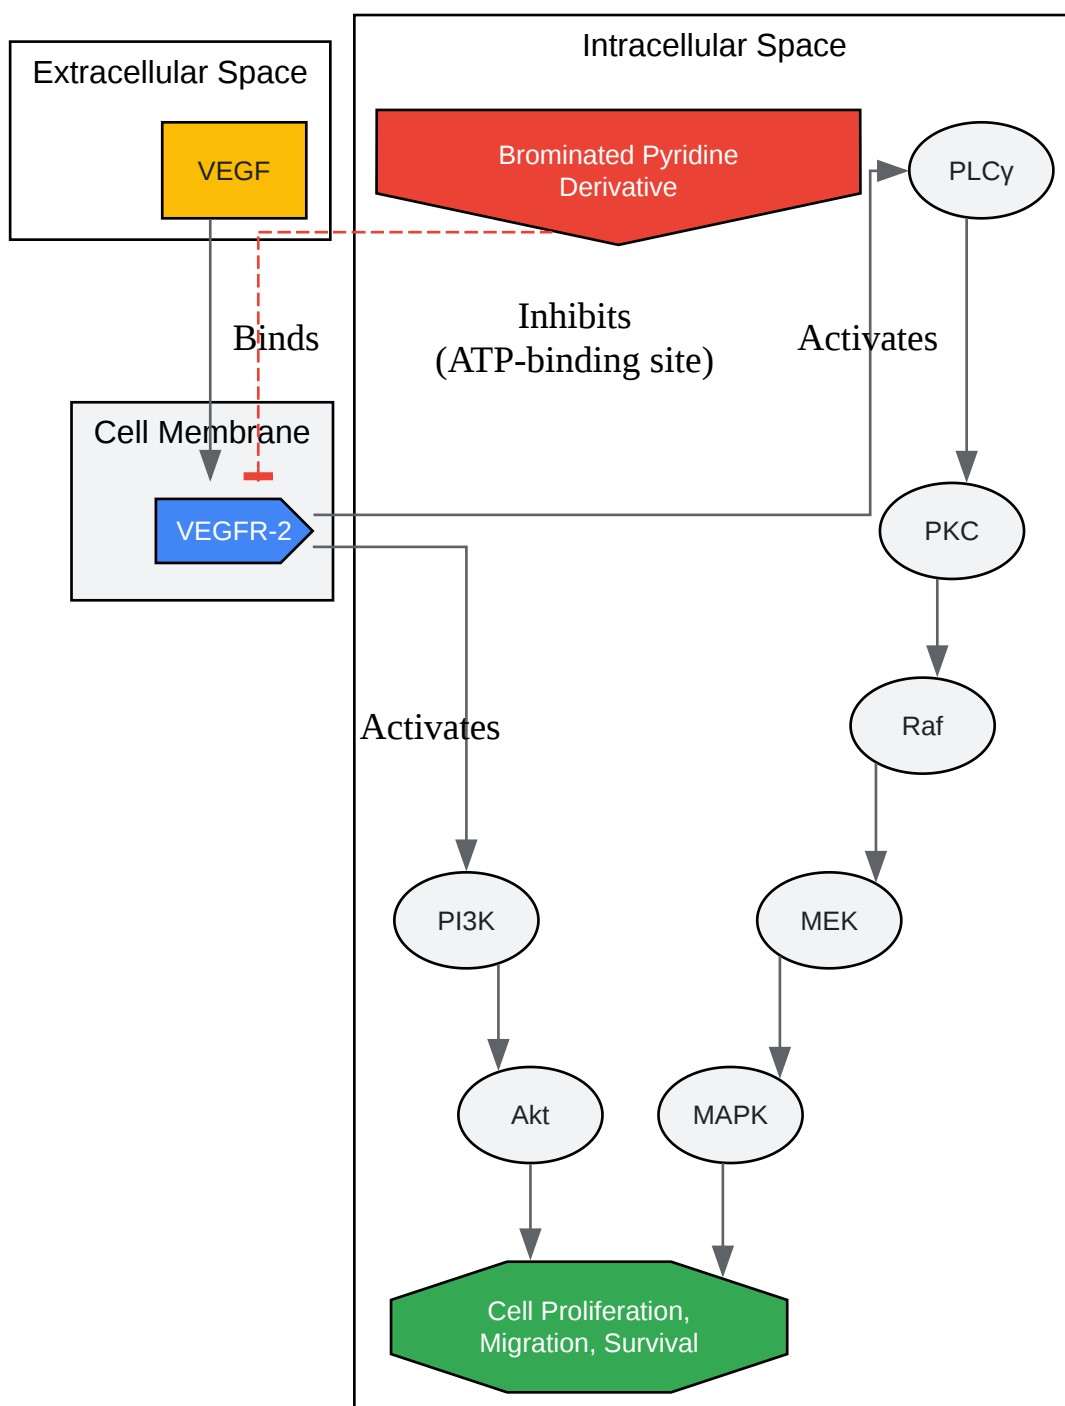 Intracellular Space
Extracellular Space
VEGF
Brominated Pyridine
Derivative
PLCγ
Binds
Inhibits
(ATP-binding site)
Activates
Cell Membrane
VEGFR-2
PKC
Activates
Raf
PI3K
MEK
Akt
MAPK
Cell Proliferation,
Migration, Survival